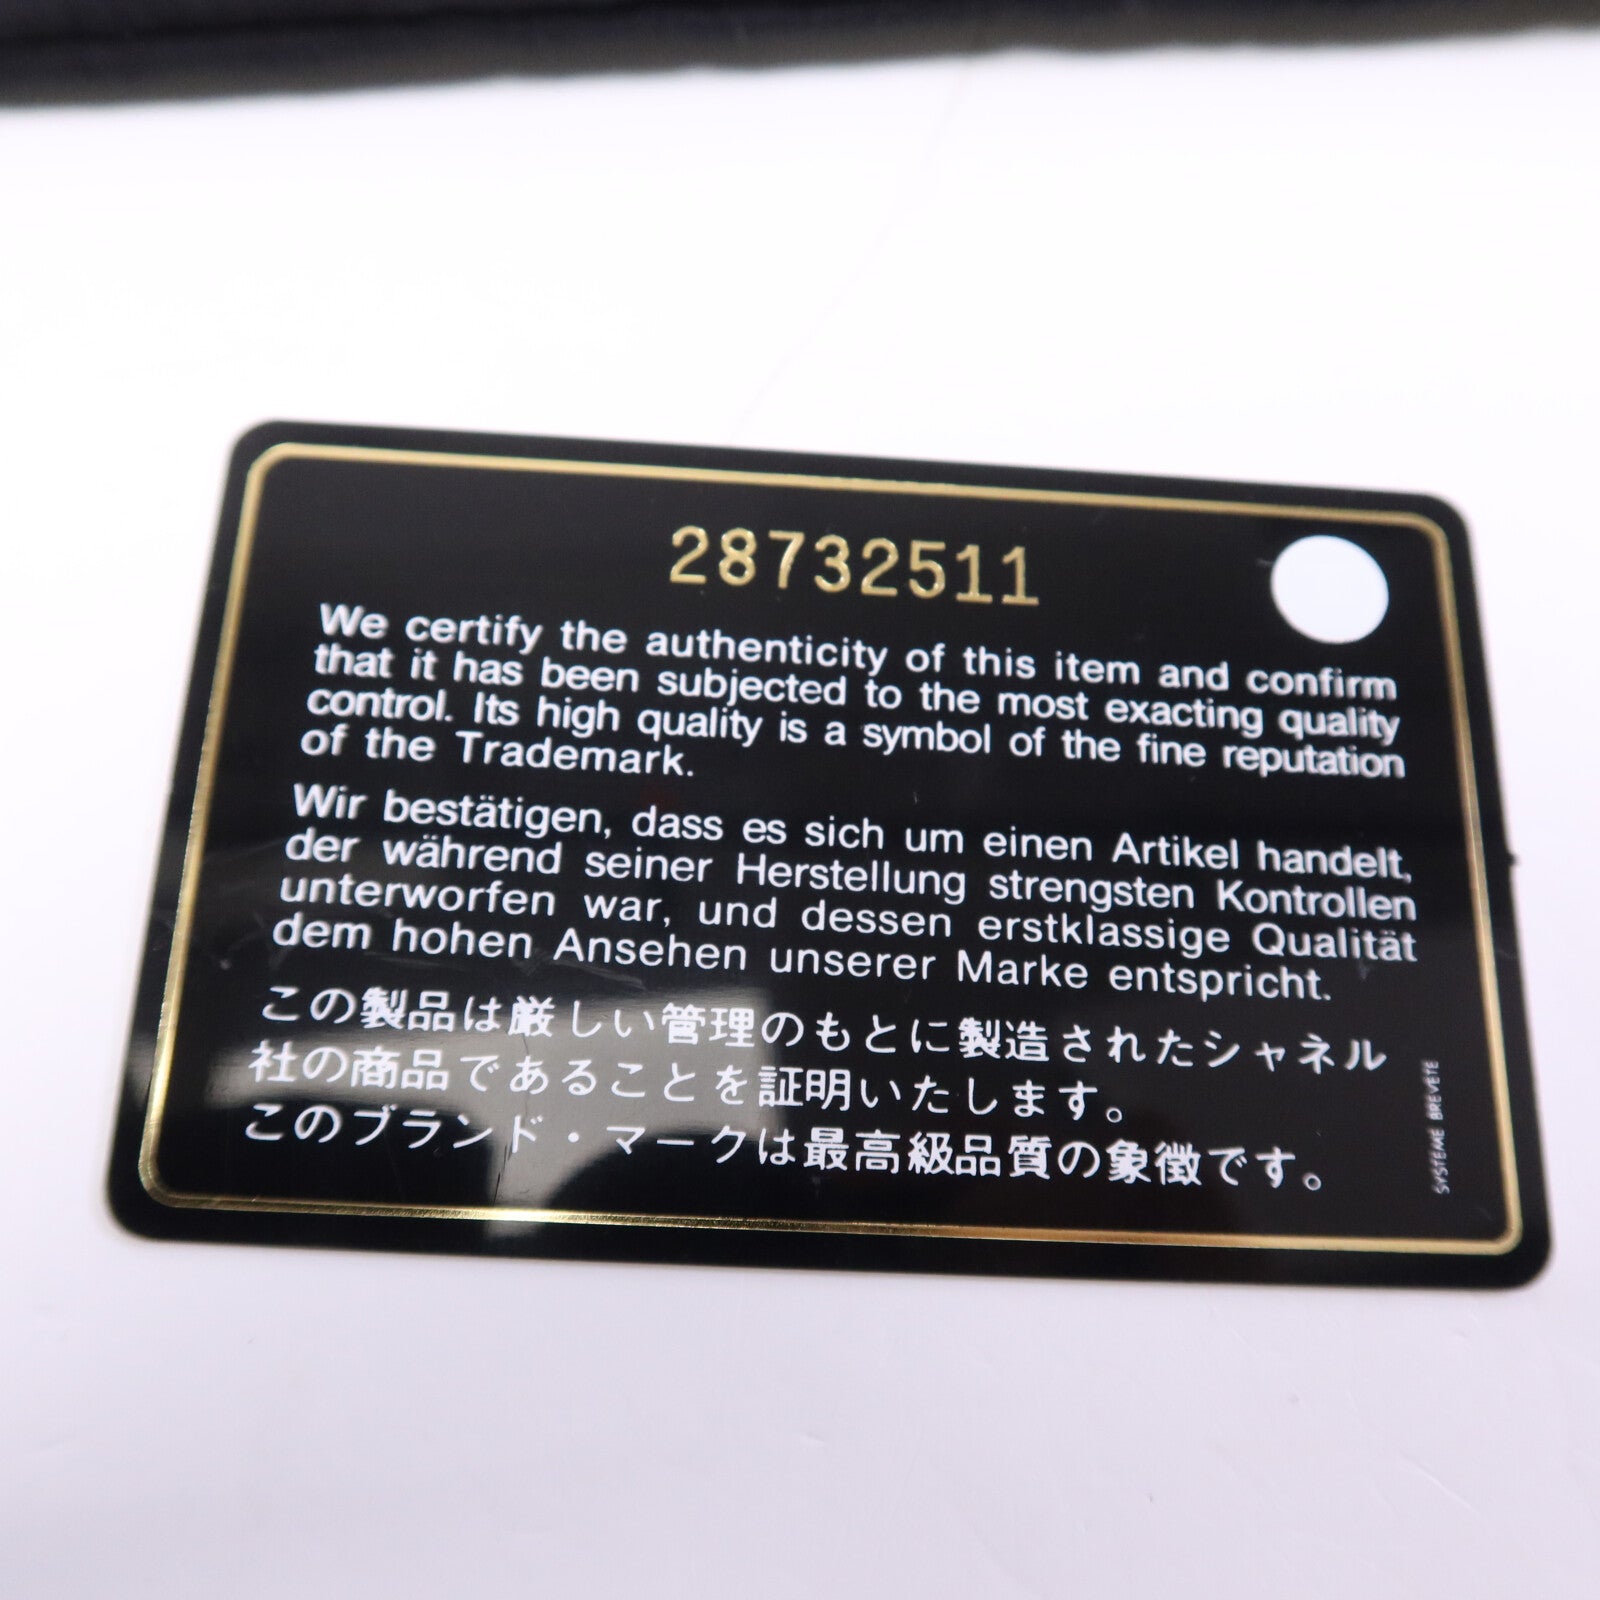 28732511
We certify the authenticity of this item and confirm
that it has been subjected to the most exacting quality
control. Its high quality is a symbol of the fine reputation
of the Trademark.
Wir bestätigen, dass es sich um einen Artikel handelt,
der während seiner Herstellung strengsten Kontrollen
unterworfen war, und dessen erstklassige Qualität
dem hohen Ansehen unserer Marke entspricht.
この製品は厳しい管理のもとに製造されたシャネル
社の商品であることを証明いたします。
このブランド・マークは最高級品質の象徴です。
SYSTEME BREVETE